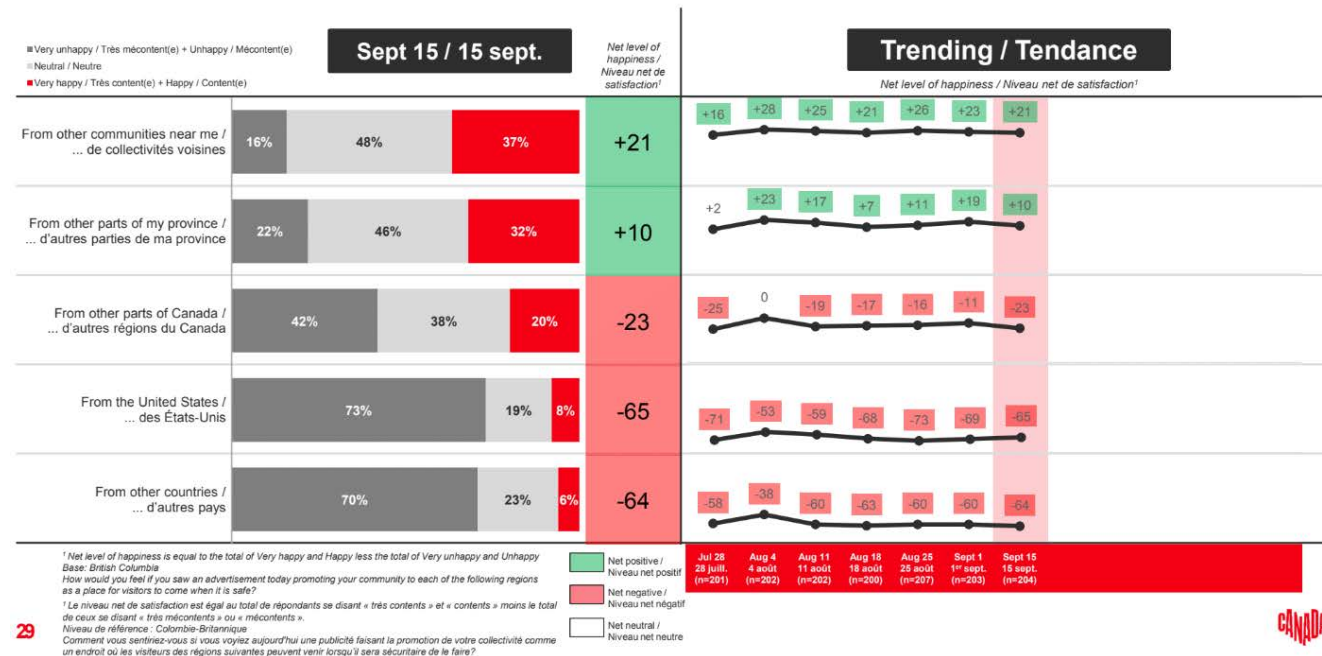 Very unhappy / Très mécontent(e) + Unhappy / Mécontent(e)
Neutral / Neutre
Very happy / Très content(e) + Happy / Content(e)
Sept 15 / 15 sept.
Net level of
happiness /
Niveau net de
satisfaction¹
Trending / Tendance
Net level of happiness / Niveau net de satisfaction¹
From other communities near me /
... de collectivités voisines
16% 48% 37%
+21
+16 +28 +25 +21 +26 +23 +21
From other parts of my province /
... d'autres parties de ma province
22% 46% 32%
+10
+2 +23 +17 +7 +11 +19 +10
From other parts of Canada /
... d'autres régions du Canada
42% 38% 20%
-23
-25 0 -19 -17 -16 -11 -23
From the United States /
... des États-Unis
73% 19% 8%
-65
-71 -53 -59 -68 -73 -69 -65
From other countries /
... d'autres pays
70% 23% 6%
-64
-58 -38 -60 -63 -60 -60 -64
¹ Net level of happiness is equal to the total of Very happy and Happy less the total of Very unhappy and Unhappy
Base: British Columbia
How would you feel if you saw an advertisement today promoting your community to each of the following regions
as a place for visitors to come when it is safe?
¹ Le niveau net de satisfaction est égal au total de répondants se disant « très contents » et « contents » moins le total
de ceux se disant « très mécontents » ou « mécontents ».
Niveau de référence : Colombie-Britannique
Comment vous sentiriez-vous si vous voyiez aujourd'hui une publicité faisant la promotion de votre collectivité comme
un endroit où les visiteurs des régions suivantes peuvent venir lorsqu'il sera sécuritaire de le faire?
Net positive /
Niveau net positif
Net negative /
Niveau net négatif
Net neutral /
Niveau net neutre
Jul 28 Aug 4 Aug 11 Aug 18 Aug 25 Sept 1 Sept 15
28 juill. 4 août 11 août 18 août 25 août 1er sept. 15 sept.
(n=201) (n=202) (n=202) (n=200) (n=207) (n=203) (n=204)
29
CANADA